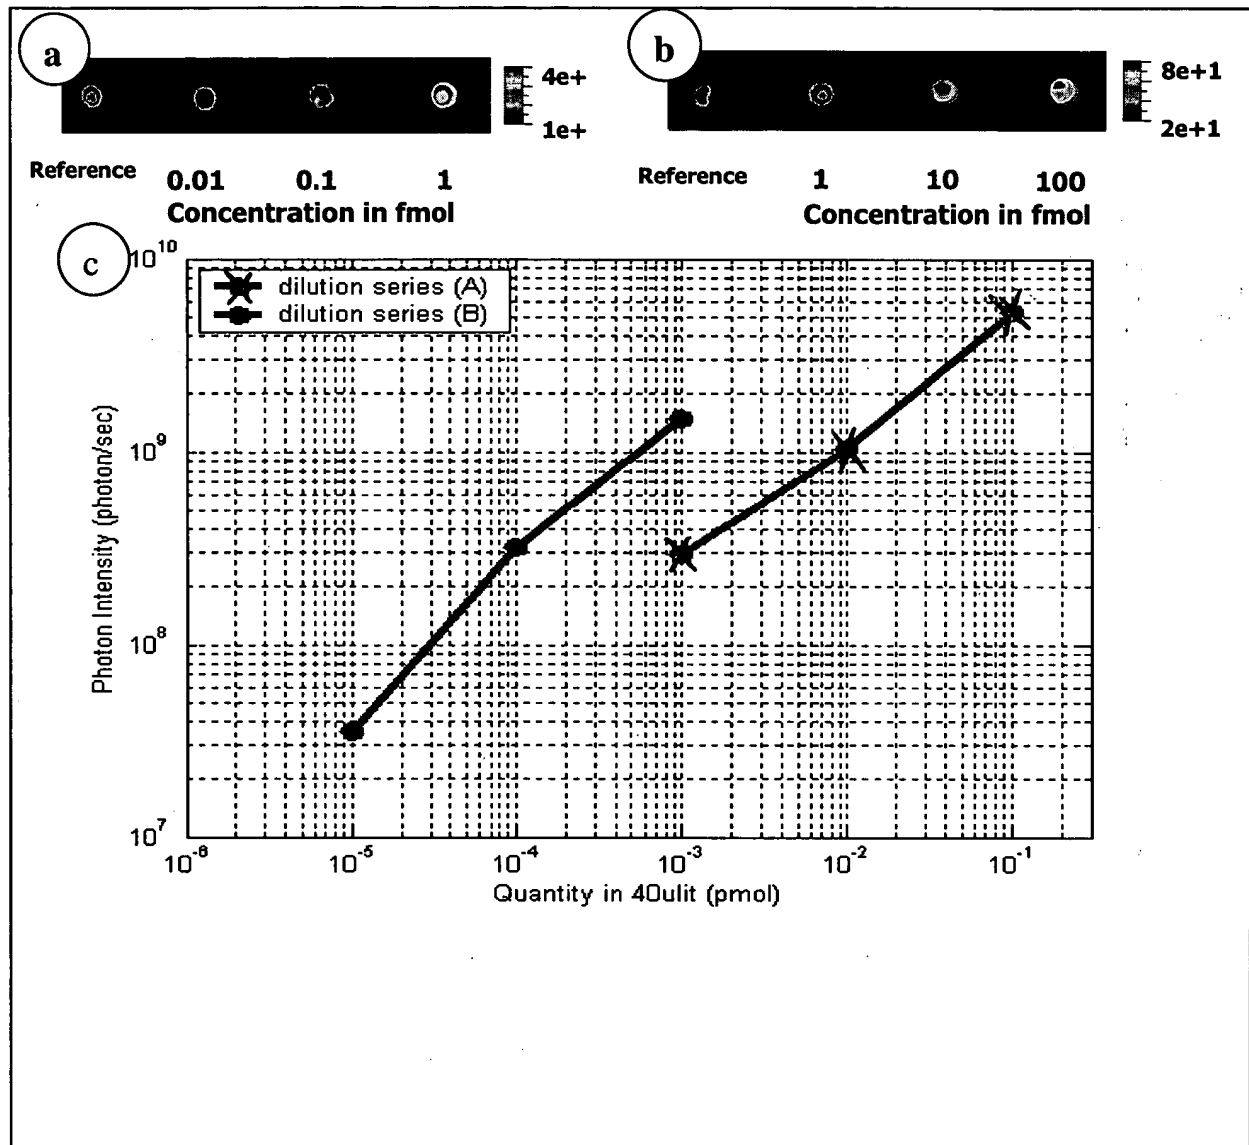 a
4e+
1e+
Reference 0.01 0.1 1
Concentration in fmol
b
8e+1
2e+1
Reference 1 10 100
Concentration in fmol
c
dilution series (A)
dilution series (B)
Photon Intensity (photon/sec)
10^10
10^9
10^8
10^7
10^-6 10^-5 10^-4 10^-3 10^-2 10^-1
Quantity in 40ulit (pmol)